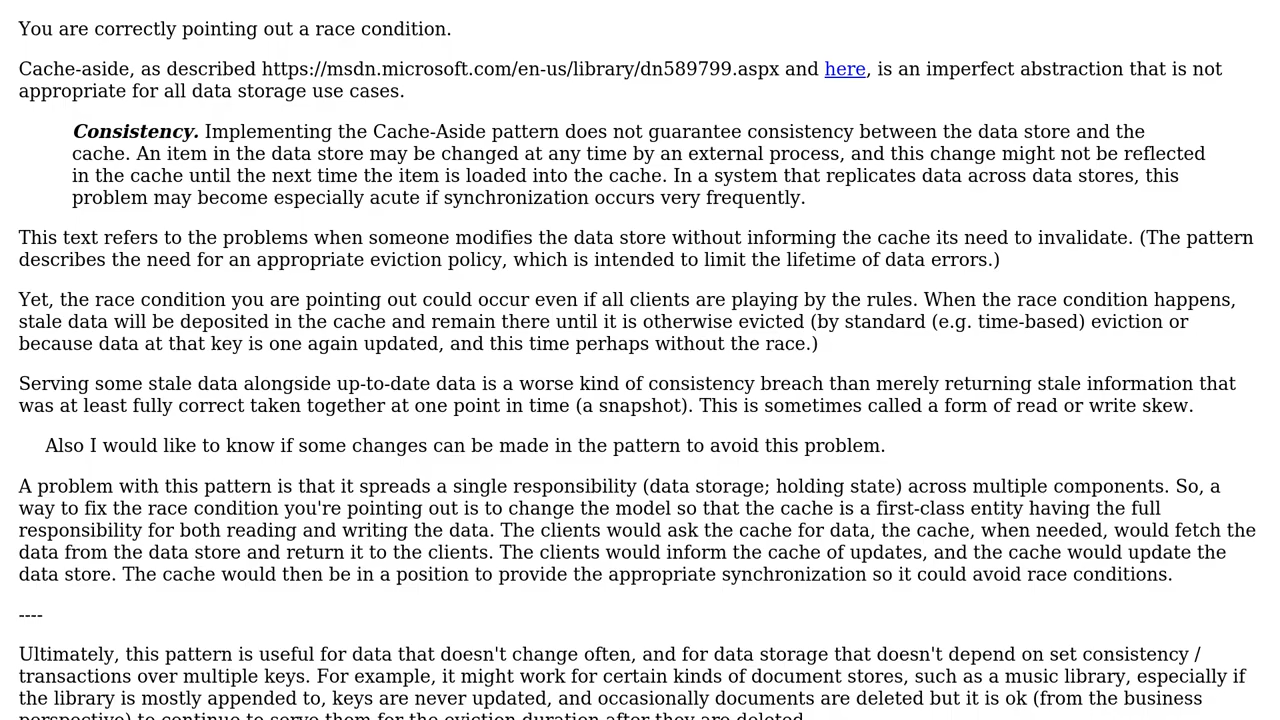 You are correctly pointing out a race condition.
Cache-aside, as described https://msdn.microsoft.com/en-us/library/dn589799.aspx and here, is an imperfect abstraction that is not
appropriate for all data storage use cases.
Consistency. Implementing the Cache-Aside pattern does not guarantee consistency between the data store and the
cache. An item in the data store may be changed at any time by an external process, and this change might not be reflected
in the cache until the next time the item is loaded into the cache. In a system that replicates data across data stores, this
problem may become especially acute if synchronization occurs very frequently.
This text refers to the problems when someone modifies the data store without informing the cache its need to invalidate. (The pattern
describes the need for an appropriate eviction policy, which is intended to limit the lifetime of data errors.)
Yet, the race condition you are pointing out could occur even if all clients are playing by the rules. When the race condition happens,
stale data will be deposited in the cache and remain there until it is otherwise evicted (by standard (e.g. time-based) eviction or
because data at that key is one again updated, and this time perhaps without the race.)
Serving some stale data alongside up-to-date data is a worse kind of consistency breach than merely returning stale information that
was at least fully correct taken together at one point in time (a snapshot). This is sometimes called a form of read or write skew.
Also I would like to know if some changes can be made in the pattern to avoid this problem.
A problem with this pattern is that it spreads a single responsibility (data storage; holding state) across multiple components. So, a
way to fix the race condition you're pointing out is to change the model so that the cache is a first-class entity having the full
responsibility for both reading and writing the data. The clients would ask the cache for data, the cache, when needed, would fetch the
data from the data store and return it to the clients. The clients would inform the cache of updates, and the cache would update the
data store. The cache would then be in a position to provide the appropriate synchronization so it could avoid race conditions.
----
Ultimately, this pattern is useful for data that doesn't change often, and for data storage that doesn't depend on set consistency /
transactions over multiple keys. For example, it might work for certain kinds of document stores, such as a music library, especially if
the library is mostly appended to, keys are never updated, and occasionally documents are deleted but it is ok (from the business
perspective) to continue to serve them for the eviction duration after they are deleted.